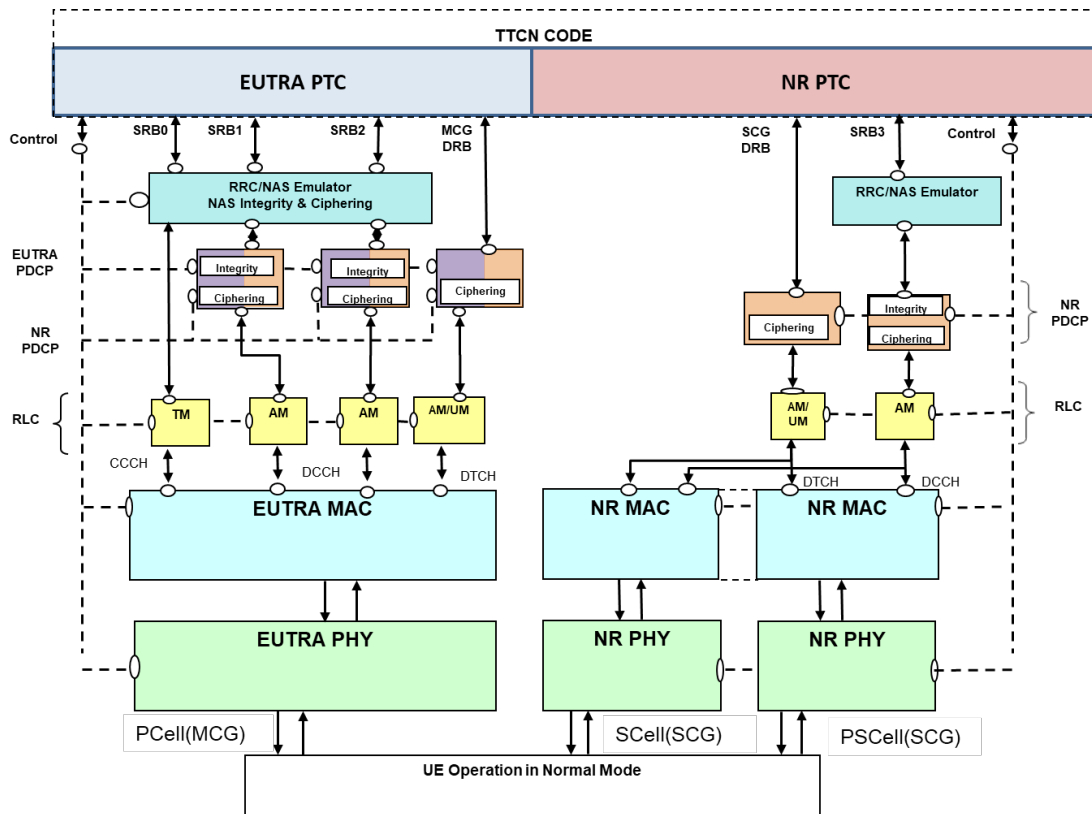 TTCN CODE
EUTRA PTC
NR PTC
Control
SRB0
SRB1
SRB2
MCG
DRB
SCG
DRB
SRB3
Control
RRC/NAS Emulator
NAS Integrity & Ciphering
RRC/NAS Emulator
EUTRA
PDCP
Integrity
Ciphering
Integrity
Ciphering
Ciphering
Ciphering
Integrity
Ciphering
NR
PDCP
NR
PDCP
RLC
TM
AM
AM
AM/UM
AM/
UM
AM
RLC
CCCH
DCCH
DTCH
DTCH
DCCH
EUTRA MAC
NR MAC
NR MAC
EUTRA PHY
NR PHY
NR PHY
PCell(MCG)
SCell(SCG)
PSCell(SCG)
UE Operation in Normal Mode